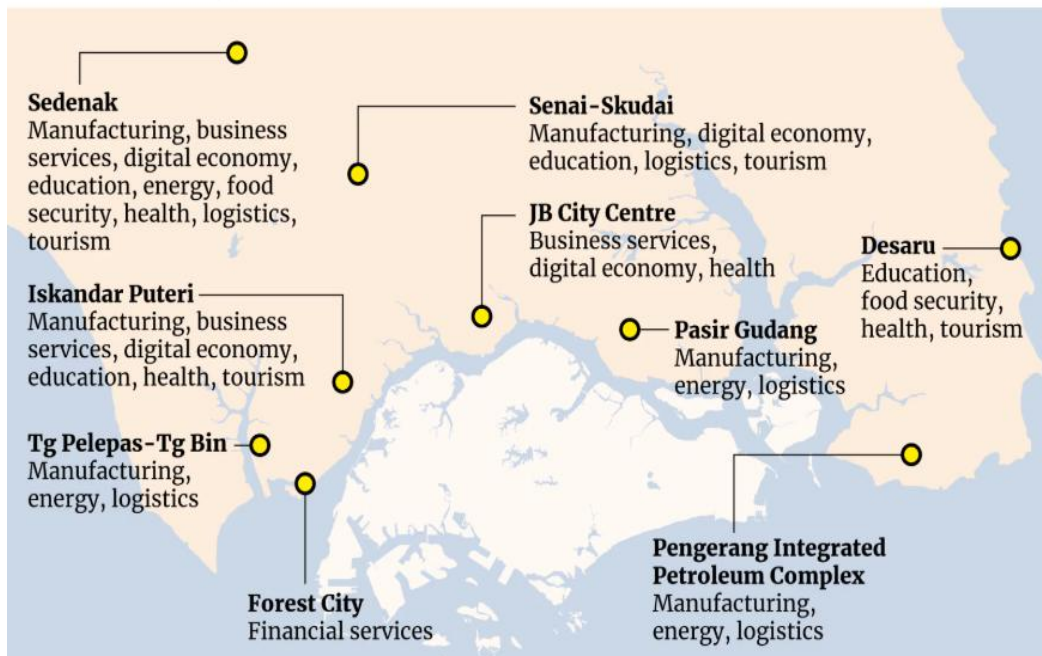 Sedenak
Manufacturing, business
services, digital economy,
education, energy, food
security, health, logistics,
tourism
Senai-Skudai
Manufacturing, digital economy,
education, logistics, tourism
JB City Centre
Business services,
digital economy, health
Desaru
Education,
food security,
health, tourism
Iskandar Puteri
Manufacturing, business
services, digital economy,
education, health, tourism
Pasir Gudang
Manufacturing,
energy, logistics
Tg Pelepas-Tg Bin
Manufacturing,
energy, logistics
Forest City
Financial services
Pengerang Integrated
Petroleum Complex
Manufacturing,
energy, logistics